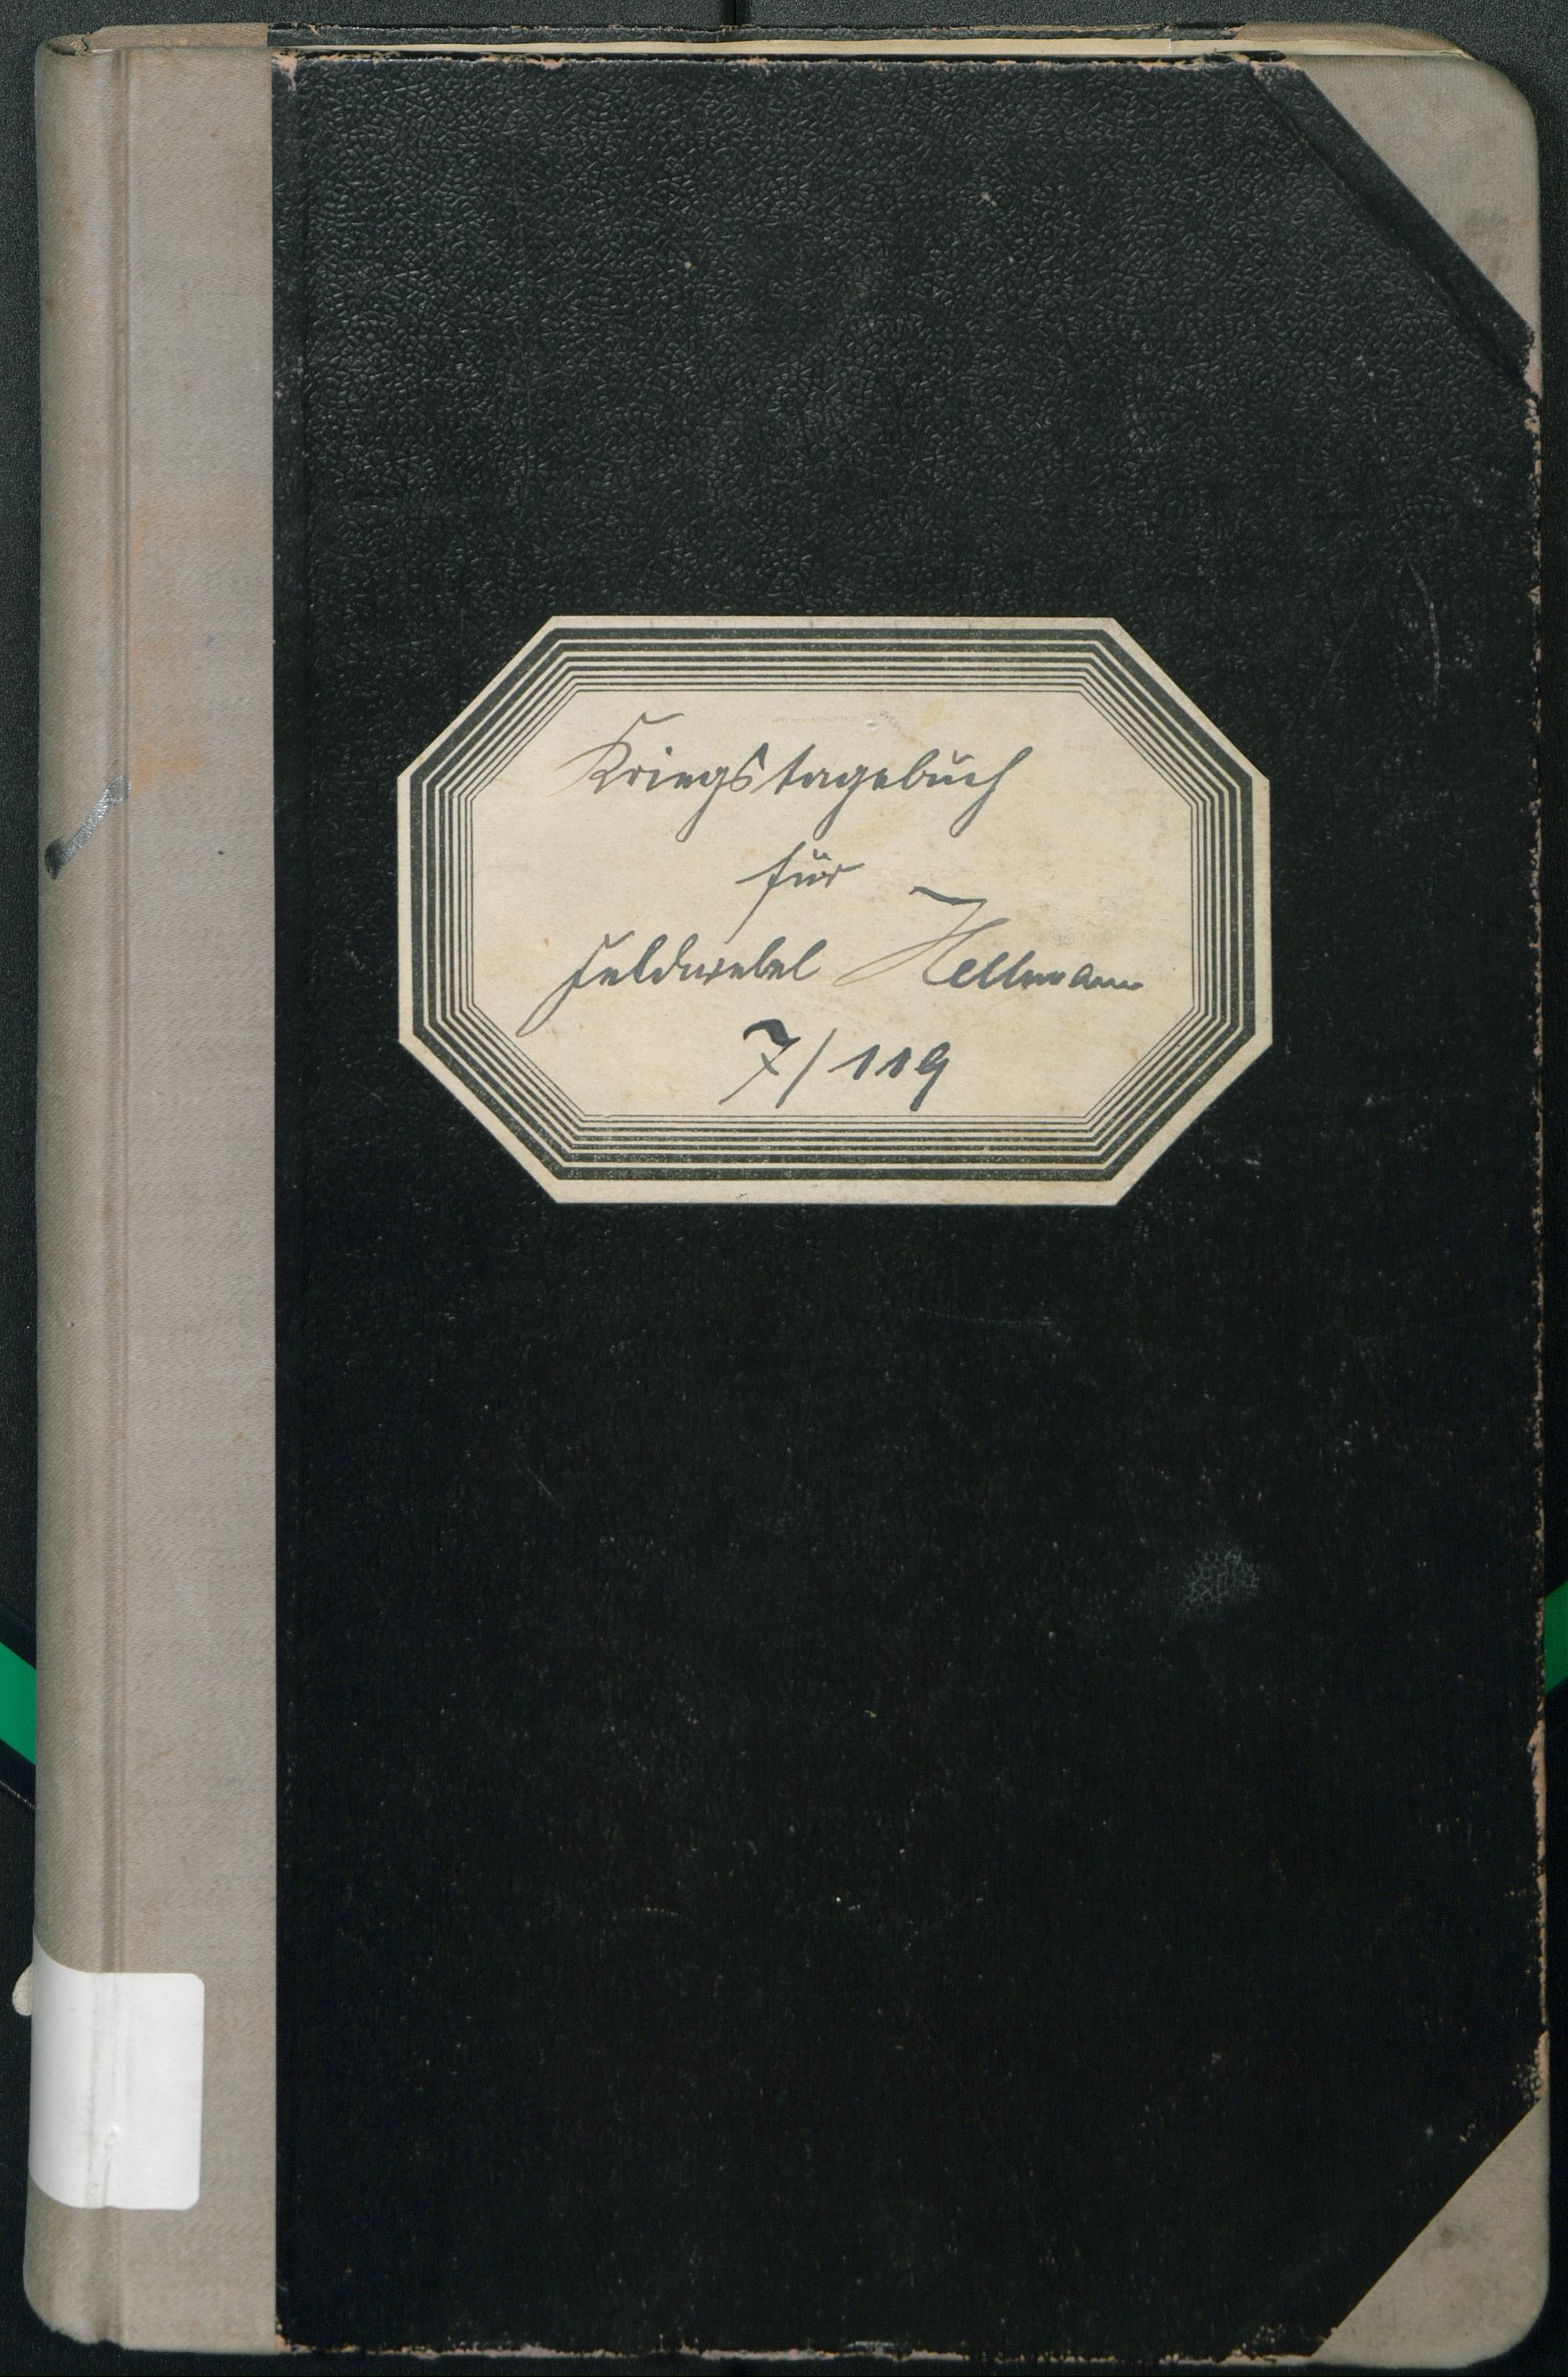 Kriegstagebuch
für
Feldwebel Hellmann
7/119